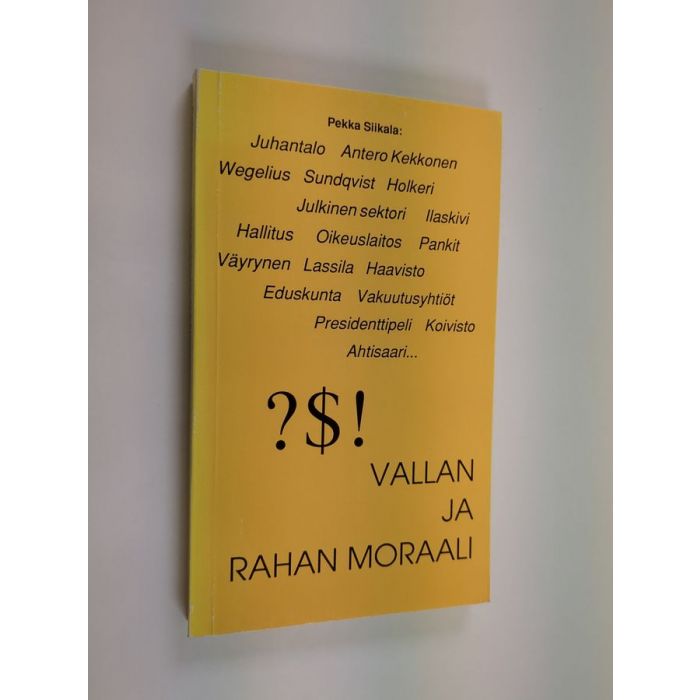 Pekka Siikala:
Juhantalo Antero Kekkonen
Wegelius Sundqvist Holkeri
Julkinen sektori Ilaskivi
Hallitus Oikeuslaitos Pankit
Väyrynen Lassila Haavisto
Eduskunta Vakuutusyhtiöt
Presidenttipeli Koivisto
Ahtisaari...
?$!
VALLAN
JA
RAHAN MORAALI